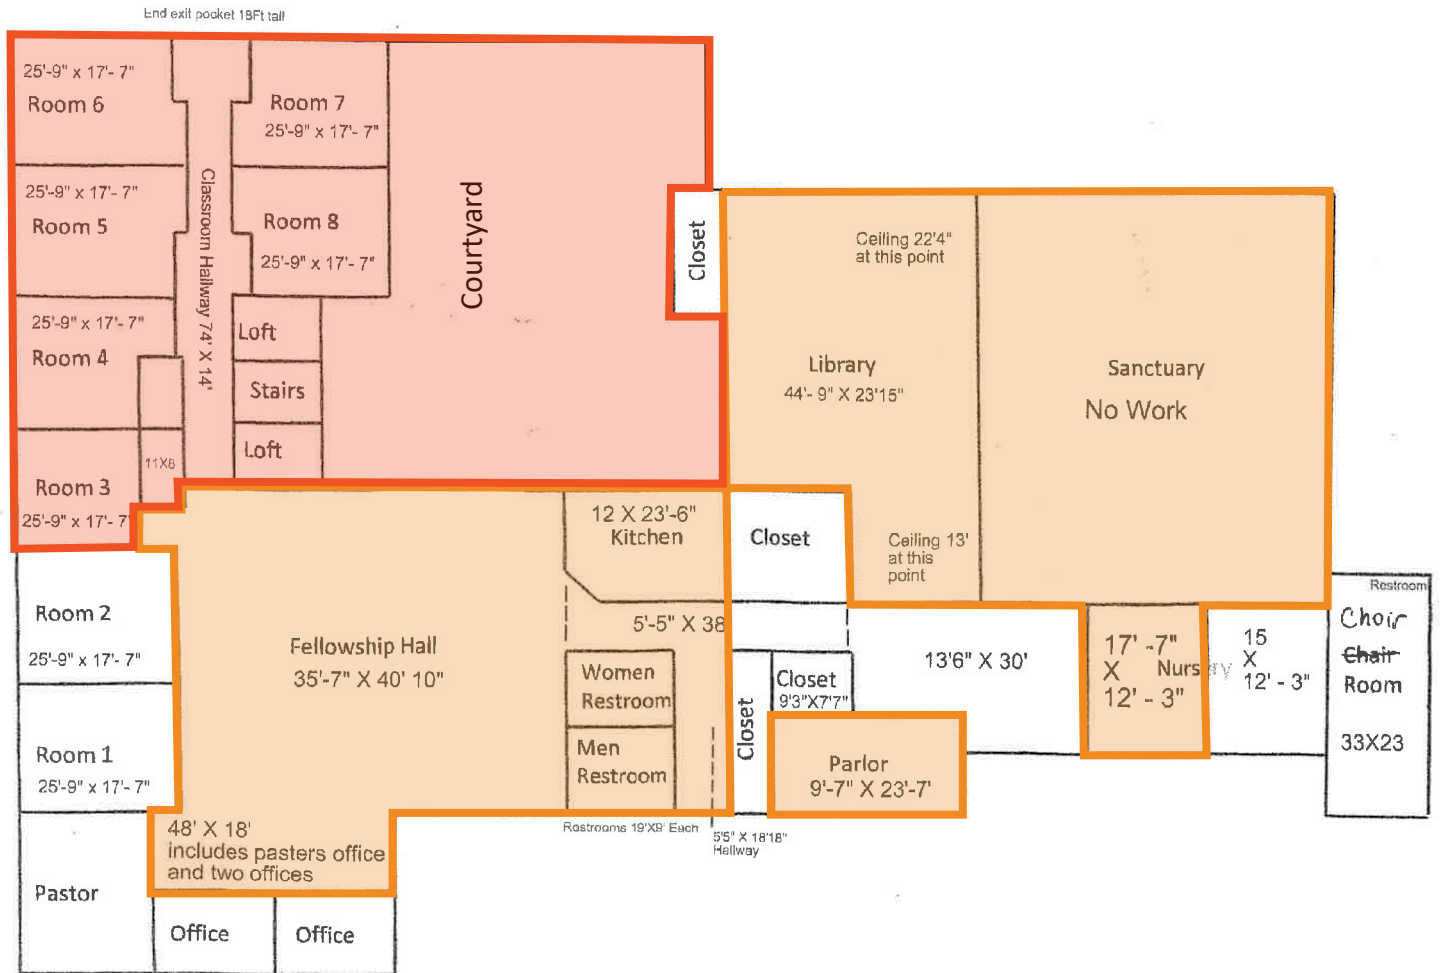 End exit pocket 18Ft tall
25'-9" x 17'- 7"
Room 6
Room 7
25'-9" x 17'- 7"
25'-9" x 17'- 7"
Room 5
Room 8
25'-9" x 17'- 7"
Classroom Hallway 74' X 14'
Courtyard
Closet
Ceiling 22'4"
at this point
25'-9" x 17'- 7"
Room 4
Loft
Stairs
Loft
11X8
Room 3
25'-9" x 17'- 7"
Library
44'- 9" X 23'15"
Sanctuary
No Work
12 X 23'-6"
Kitchen
Closet
Ceiling 13'
at this
point
Room 2
25'-9" x 17'- 7"
Fellowship Hall
35'-7" X 40' 10"
5'-5" X 38
Women
Restroom
Men
Restroom
Closet
Closet
9'3"X7'7"
13'6" X 30'
17' -7"
X
12' - 3"
Nursery
15
X
12' - 3"
Restroom
Choir
Chair
Room
33X23
Room 1
25'-9" x 17'- 7"
Parlor
9'-7" X 23'-7'
48' X 18'
includes pasters office
and two offices
Rostrooms 19'X9' Each
5'5" X 18'18"
Hallway
Pastor
Office
Office